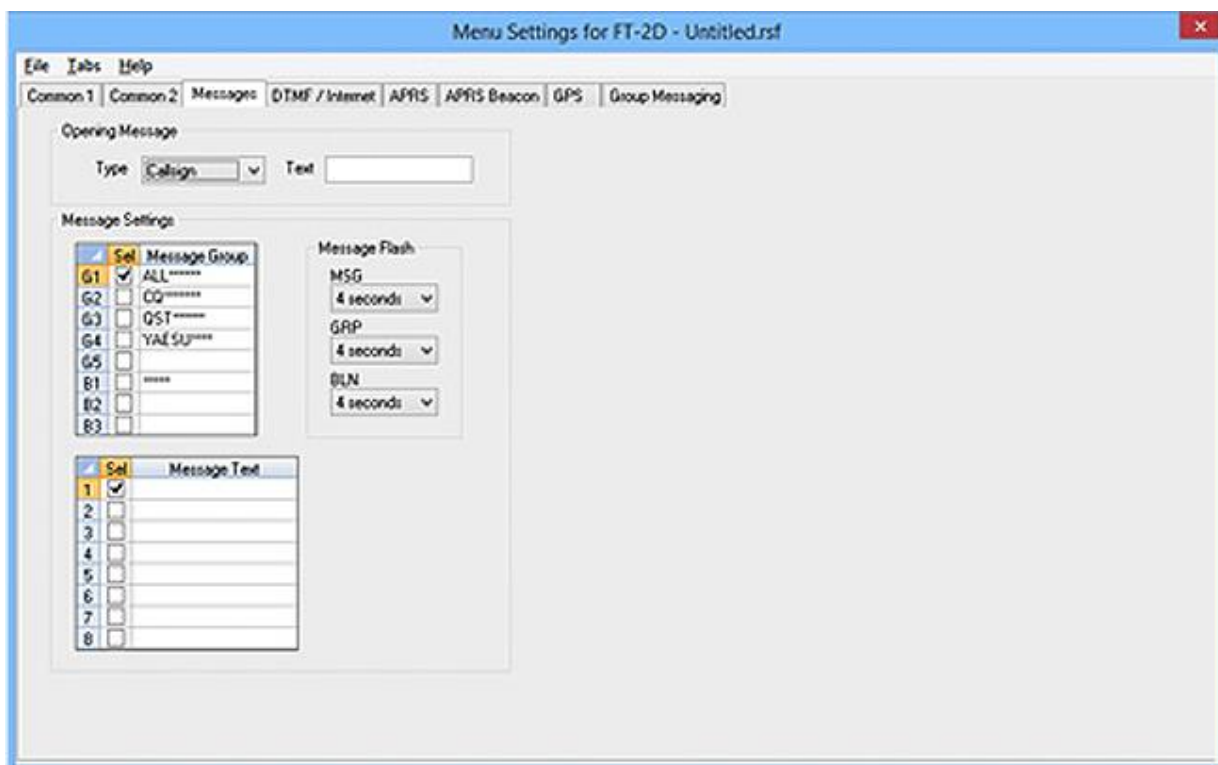 Menu Settings for FT-2D - Untitled.rsf
File Tabs Help
Common 1 Common 2 Messages DTMF / Internet APRS APRS Beacon GPS Group Messaging
Opening Message
Type Callsign Text
Message Settings
Sel Message Group
G1 ALL******
G2 CQ*******
G3 QST******
G4 YAESU****
G5
B1 *****
B2
B3
Message Flash
MSG
4 seconds
GRP
4 seconds
BLN
4 seconds
Sel Message Text
1
2
3
4
5
6
7
8